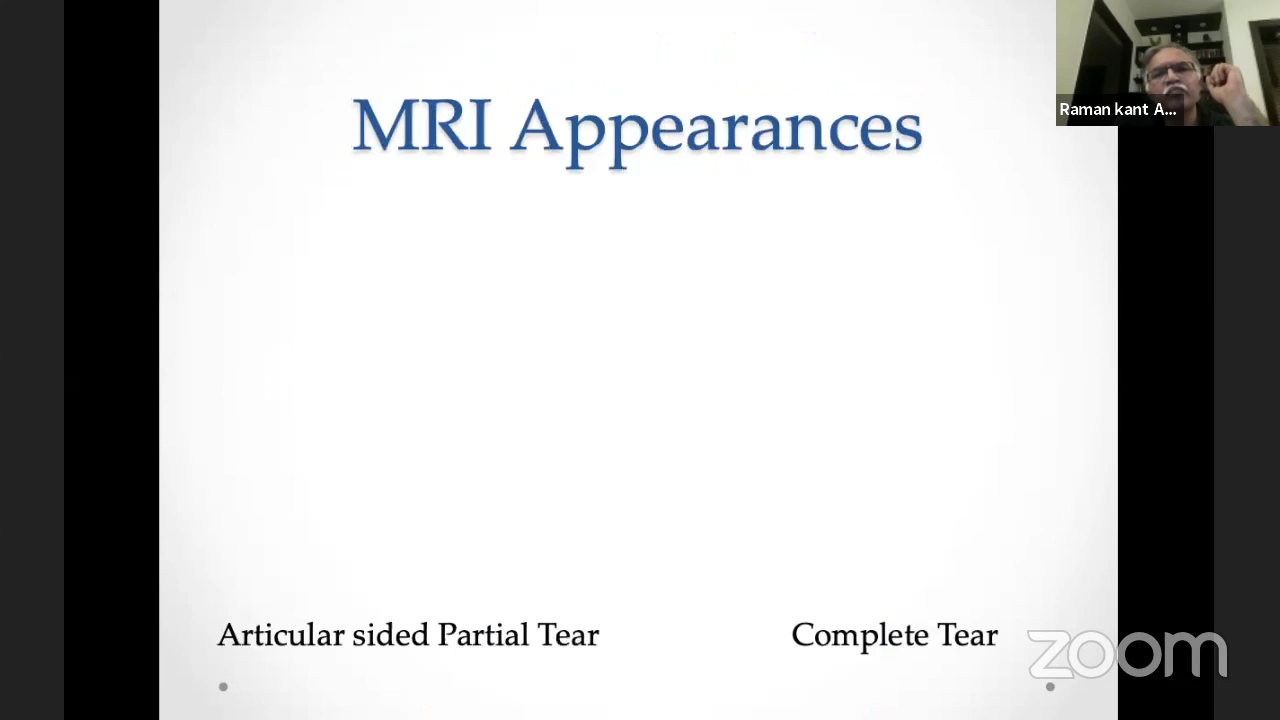 MRI Appearances
Raman kant A...
Articular sided Partial Tear
Complete Tear
zoom